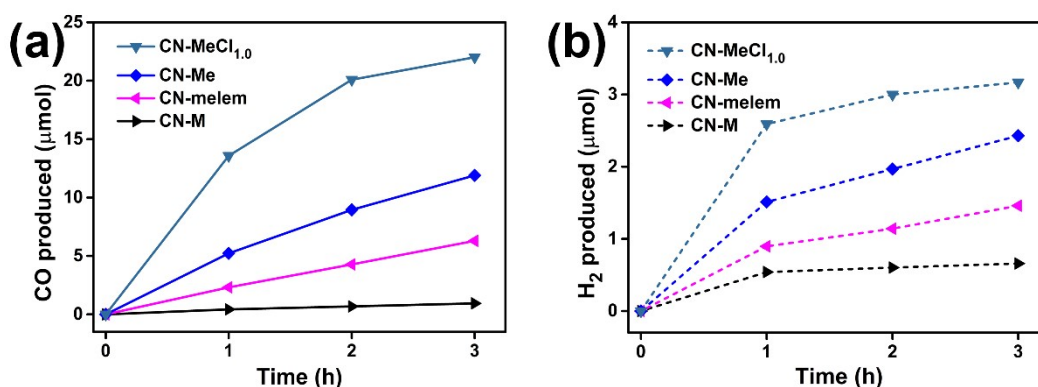 (a)
CO produced (μmol)
25
20
15
10
5
0
CN-MeCl1.0
CN-Me
CN-melem
CN-M
0 1 2 3
Time (h)
(b)
H2 produced (μmol)
4
3
2
1
0
CN-MeCl1.0
CN-Me
CN-melem
CN-M
0 1 2 3
Time (h)